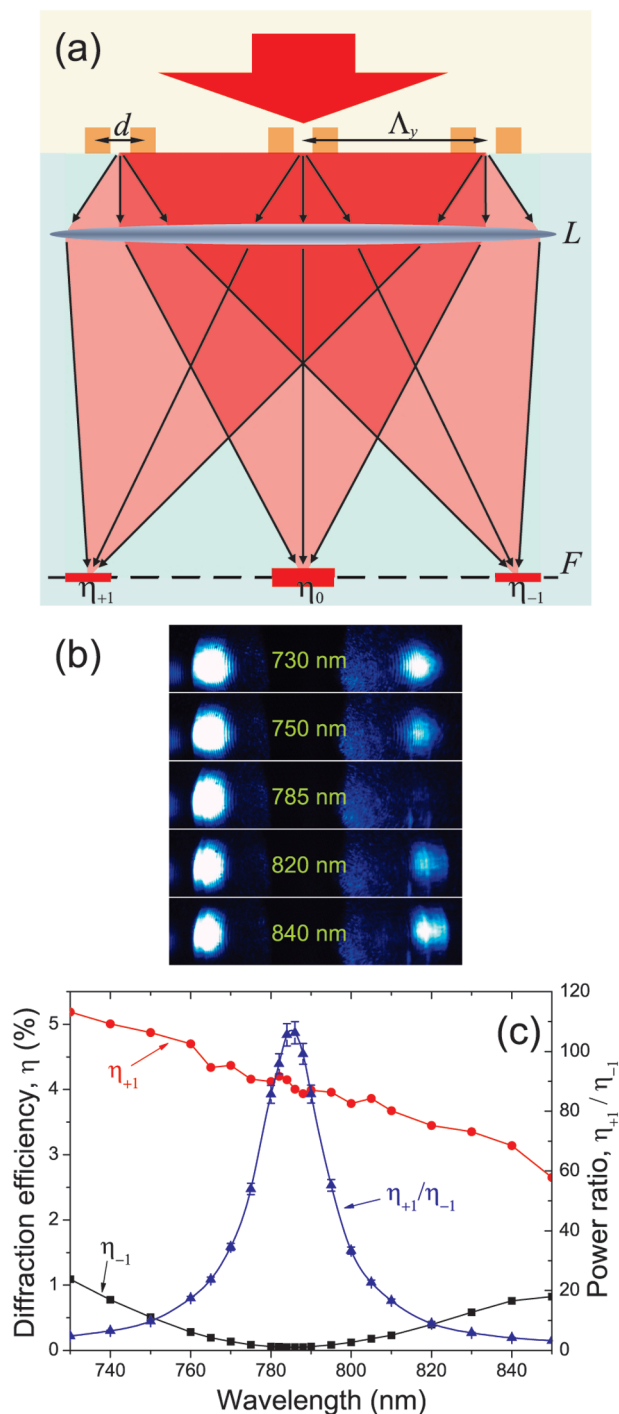 (a)
d
Λy
L
F
η+1
η0
η-1
(b)
730 nm
750 nm
785 nm
820 nm
840 nm
(c)
Diffraction efficiency, η (%)
5
4
3
2
1
0
120
100
80
60
40
20
0
Power ratio, η+1 / η-1
η+1
η+1/η-1
η-1
740 760 780 800 820 840
Wavelength (nm)